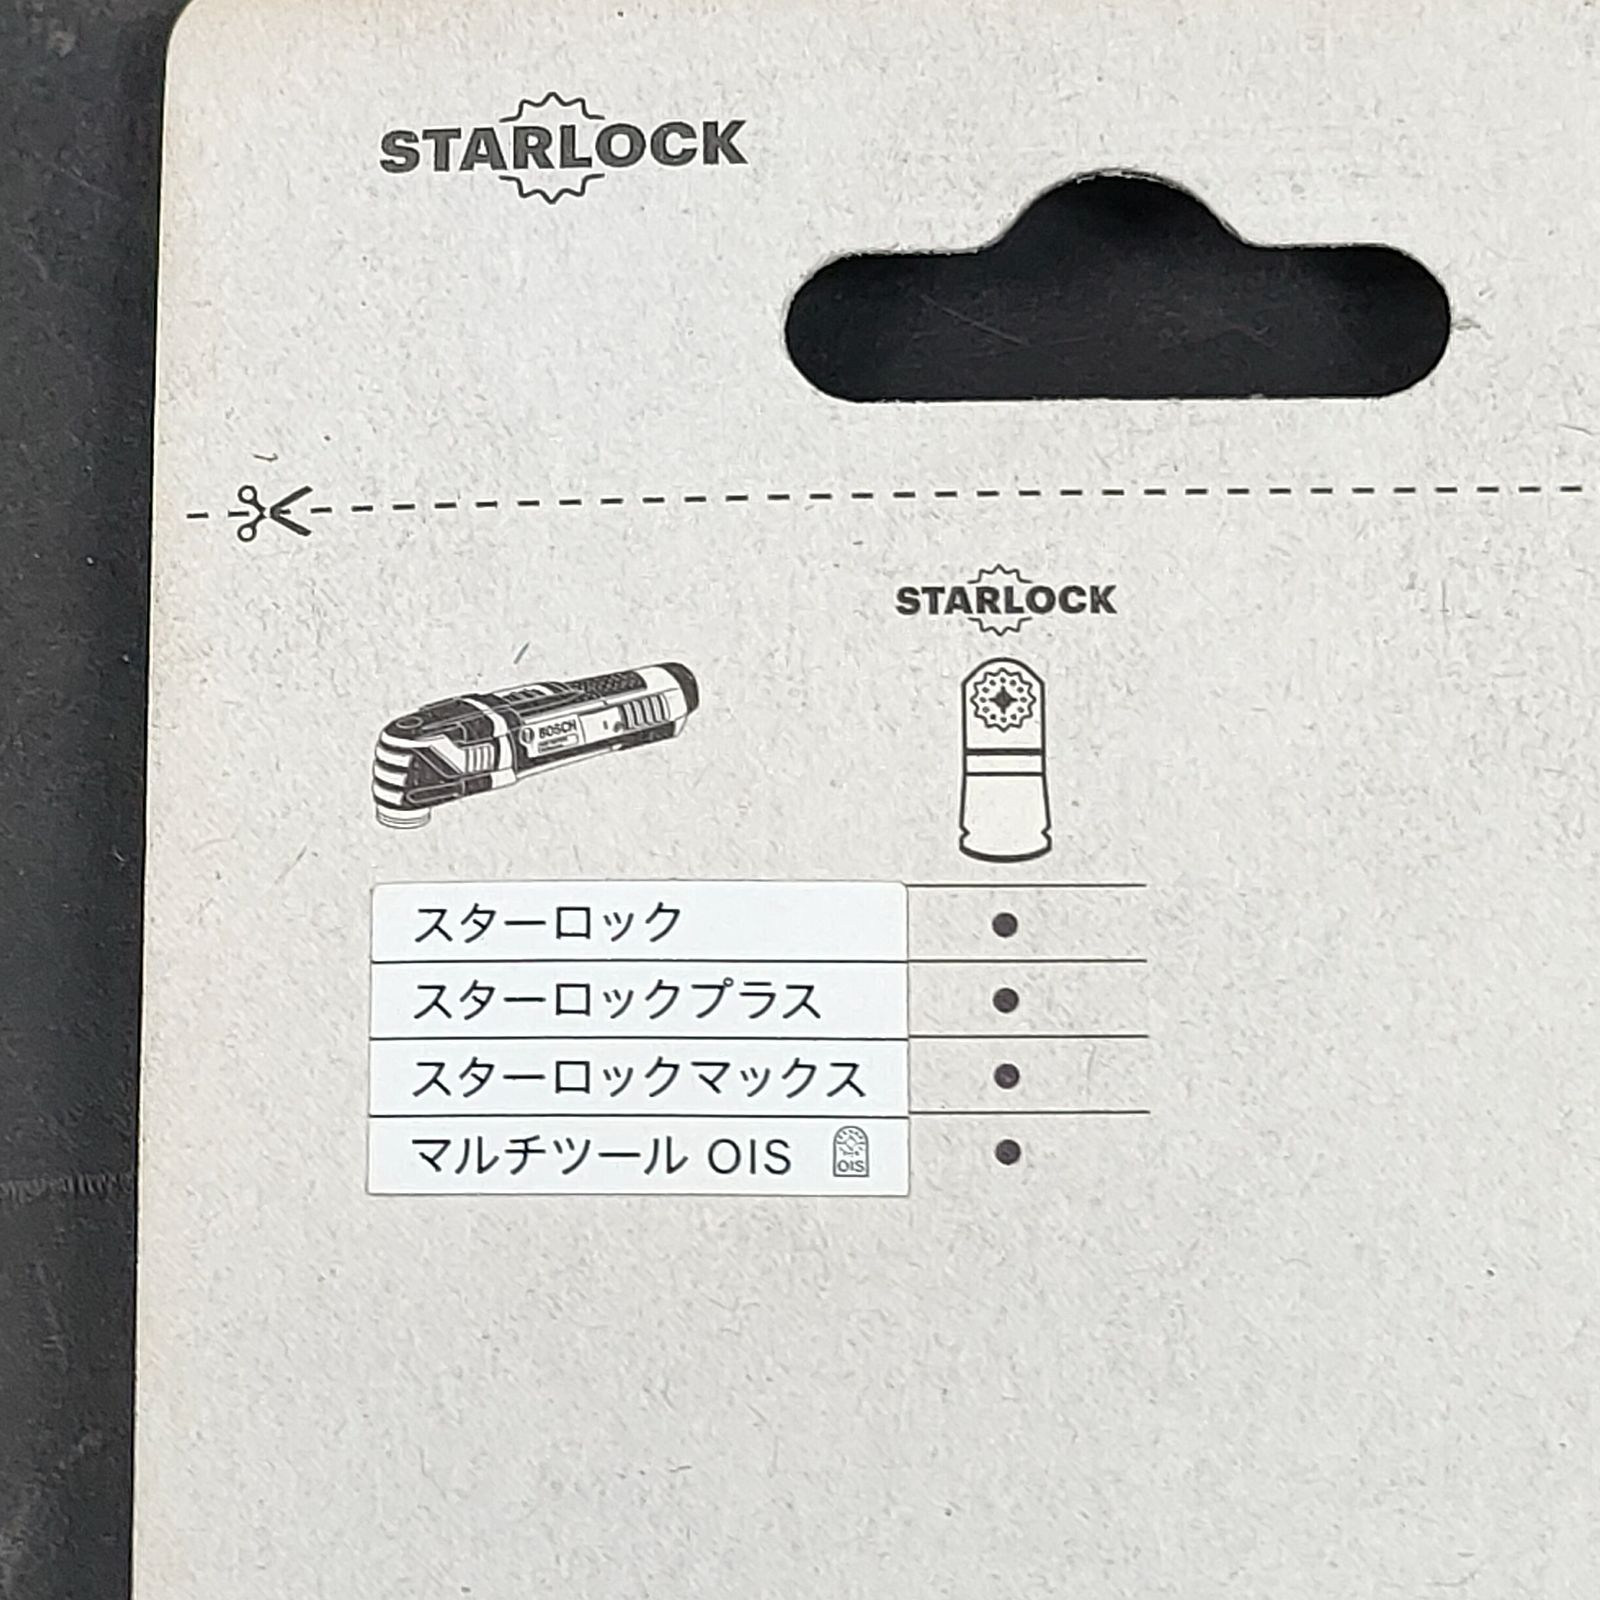 STARLOCK
STARLOCK
BOSCH
スターロック
スターロックプラス
スターロックマックス
マルチツール OIS OIS